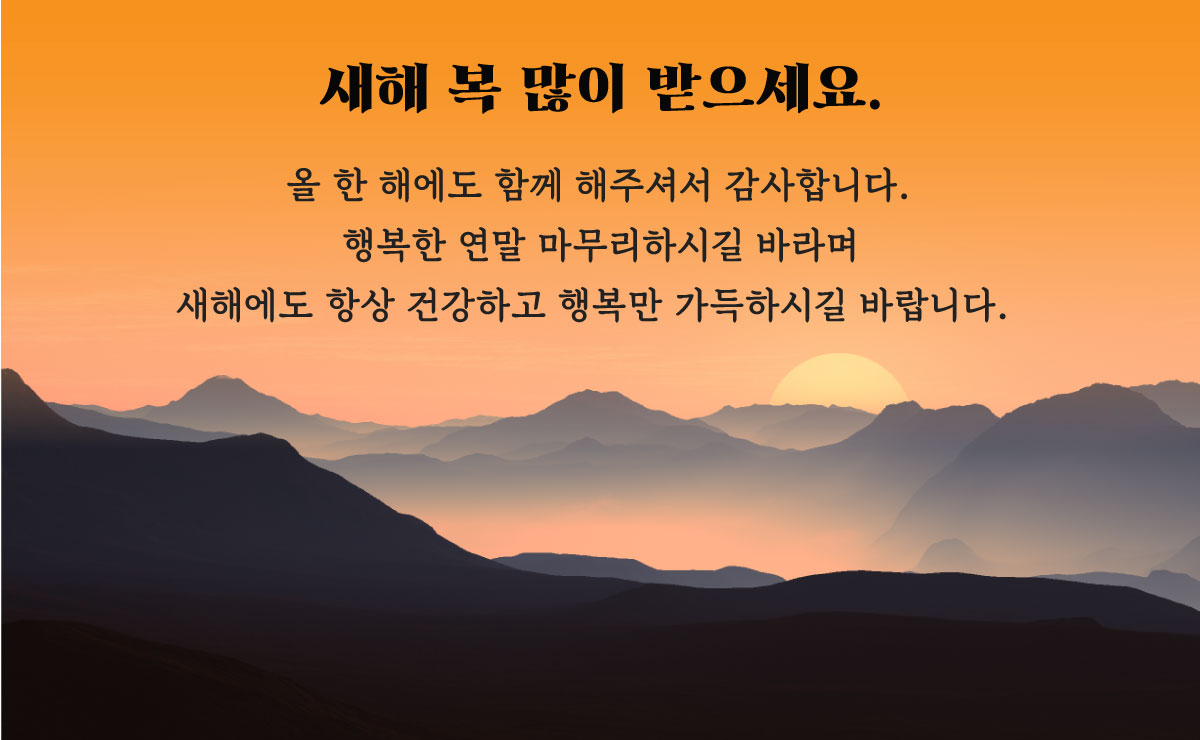 새해 복 많이 받으세요.
올 한 해에도 함께 해주셔서 감사합니다.
행복한 연말 마무리하시길 바라며
새해에도 항상 건강하고 행복만 가득하시길 바랍니다.